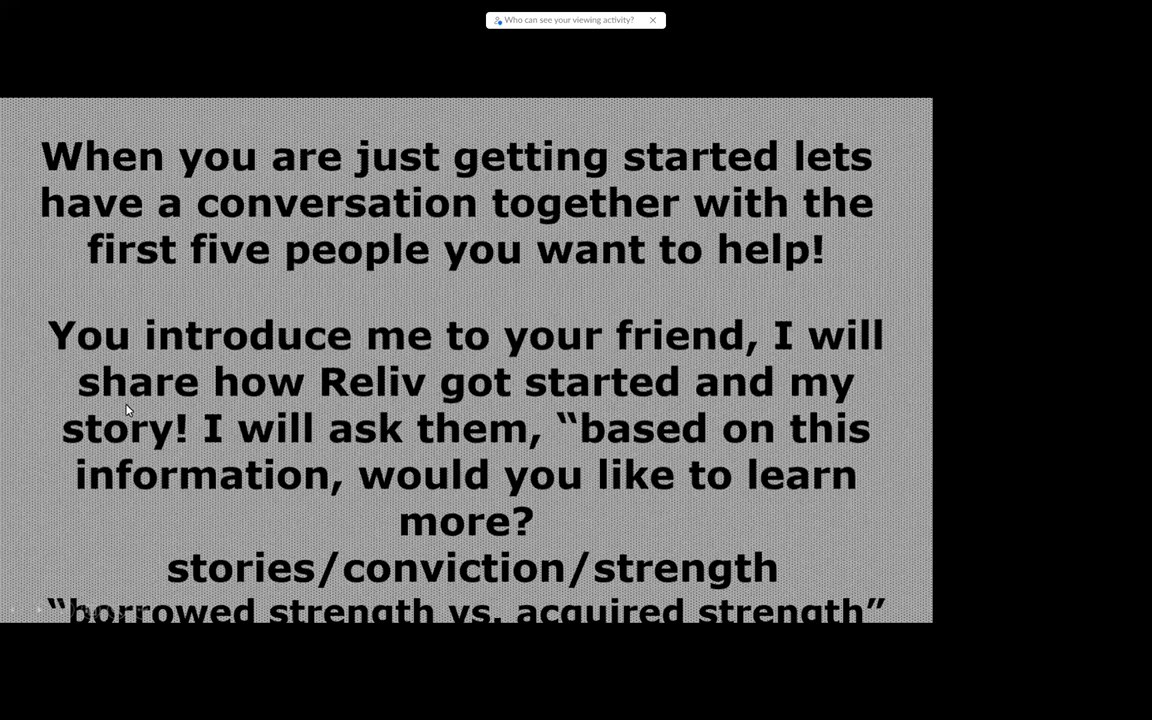 Who can see your viewing activity?
When you are just getting started lets
have a conversation together with the
first five people you want to help!
You introduce me to your friend, I will
share how Reliv got started and my
story! I will ask them, “based on this
information, would you like to learn
more?
stories/conviction/strength
“borrowed strength vs. acquired strength”